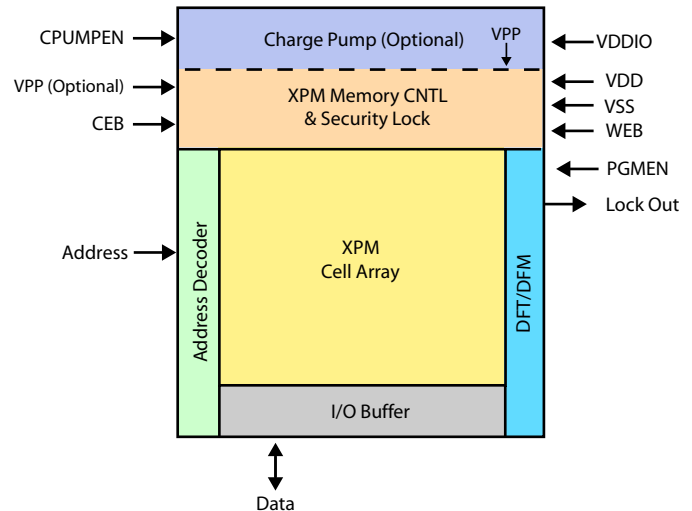 CPUMPEN
Charge Pump (Optional)
VPP
VDDIO
VPP (Optional)
XPM Memory CNTL
& Security Lock
VDD
VSS
CEB
WEB
PGMEN
Lock Out
Address
Address Decoder
XPM
Cell Array
DFT/DFM
I/O Buffer
Data